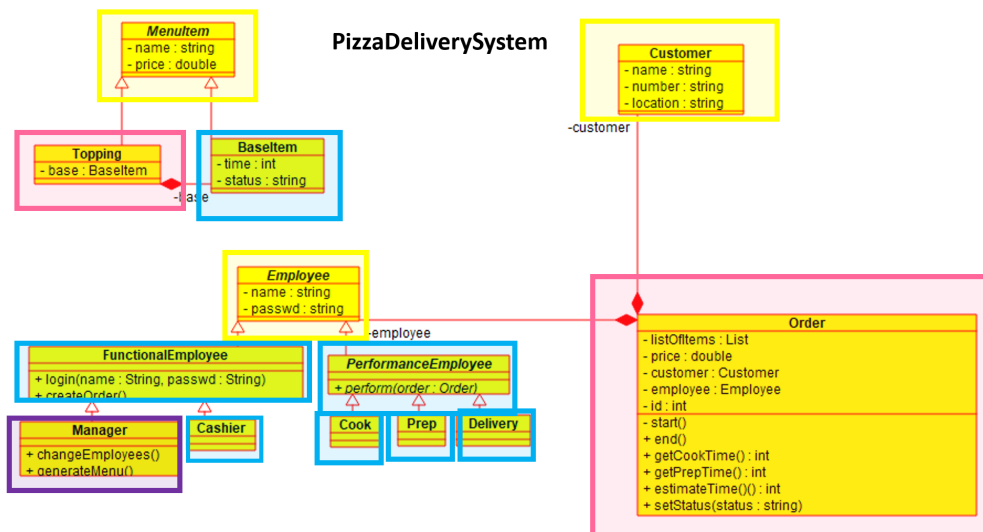 PizzaDeliverySystem
MenuItem
- name : string
- price : double
Customer
- name : string
- number : string
- location : string
-customer
Topping
- base : BaseItem
BaseItem
- time : int
- status : string
-base
Employee
- name : string
- passwd : string
-employee
FunctionalEmployee
+ login(name : String, passwd : String)
+ createOrder()
PerformanceEmployee
+ perform(order : Order)
Manager
+ changeEmployees()
+ generateMenu()
Cashier
Cook
Prep
Delivery
Order
- listOfItems : List
- price : double
- customer : Customer
- employee : Employee
- id : int
- start()
+ end()
+ getCookTime() : int
+ getPrepTime() : int
+ estimateTime()() : int
+ setStatus(status : string)